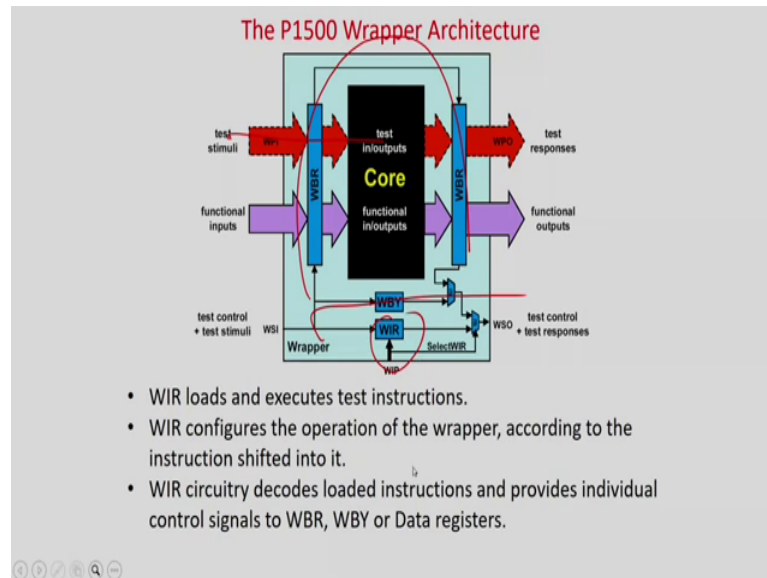 The P1500 Wrapper Architecture
test
stimuli
WPI
WBR
test
in/outputs
Core
functional
in/outputs
WBR
WPO
test
responses
functional
inputs
functional
outputs
WBY
test control
+ test stimuli
WSI
WIR
WSO
test control
+ test responses
Wrapper
SelectWIR
WIP
• WIR loads and executes test instructions.
• WIR configures the operation of the wrapper, according to the
instruction shifted into it.
• WIR circuitry decodes loaded instructions and provides individual
control signals to WBR, WBY or Data registers.